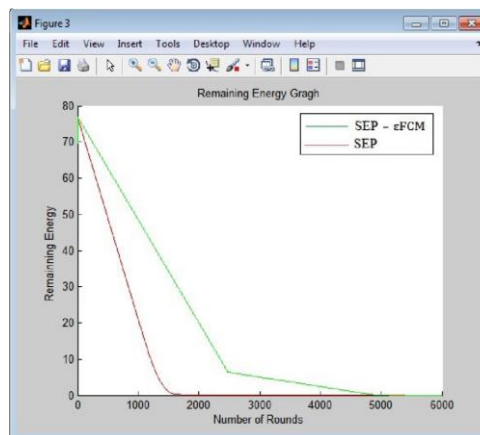 Figure 3
File Edit View Insert Tools Desktop Window Help
Remaining Energy Gragh
80
70
60
50
40
30
20
10
0
Remainning Energy
SEP - εFCM
SEP
0 1000 2000 3000 4000 5000 6000
Number of Rounds